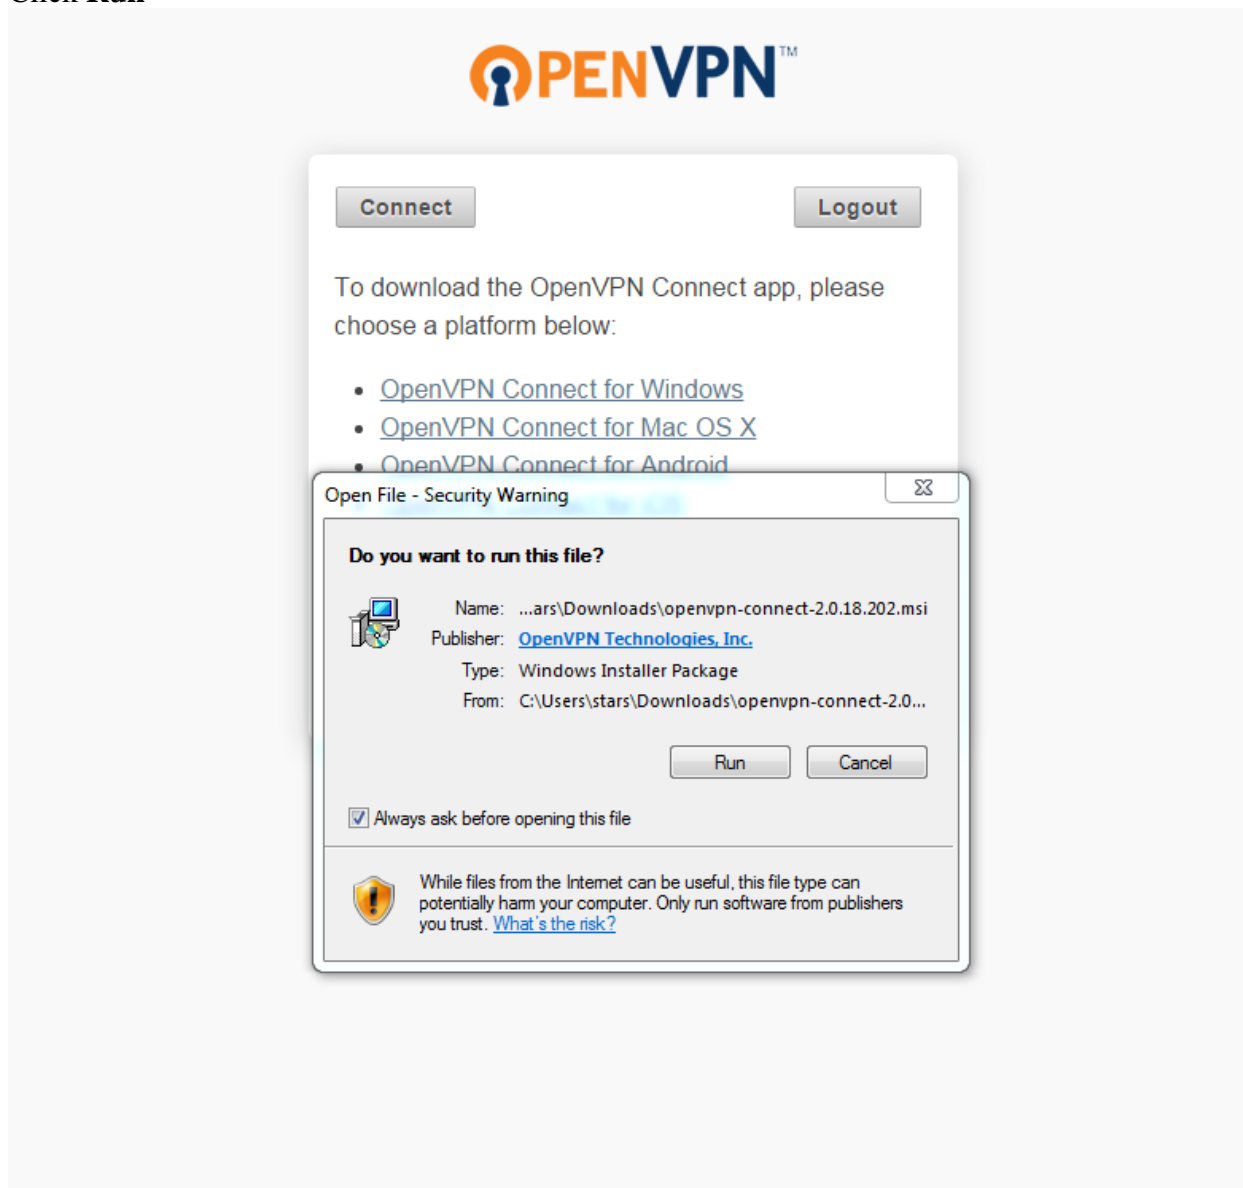 OPENVPN™
Connect
Logout
To download the OpenVPN Connect app, please
choose a platform below:
• OpenVPN Connect for Windows
• OpenVPN Connect for Mac OS X
• OpenVPN Connect for Android
Open File - Security Warning
Do you want to run this file?
Name: ...ars\Downloads\openvpn-connect-2.0.18.202.msi
Publisher: OpenVPN Technologies, Inc.
Type: Windows Installer Package
From: C:\Users\stars\Downloads\openvpn-connect-2.0...
Run
Cancel
Always ask before opening this file
While files from the Internet can be useful, this file type can
potentially harm your computer. Only run software from publishers
you trust. What's the risk?